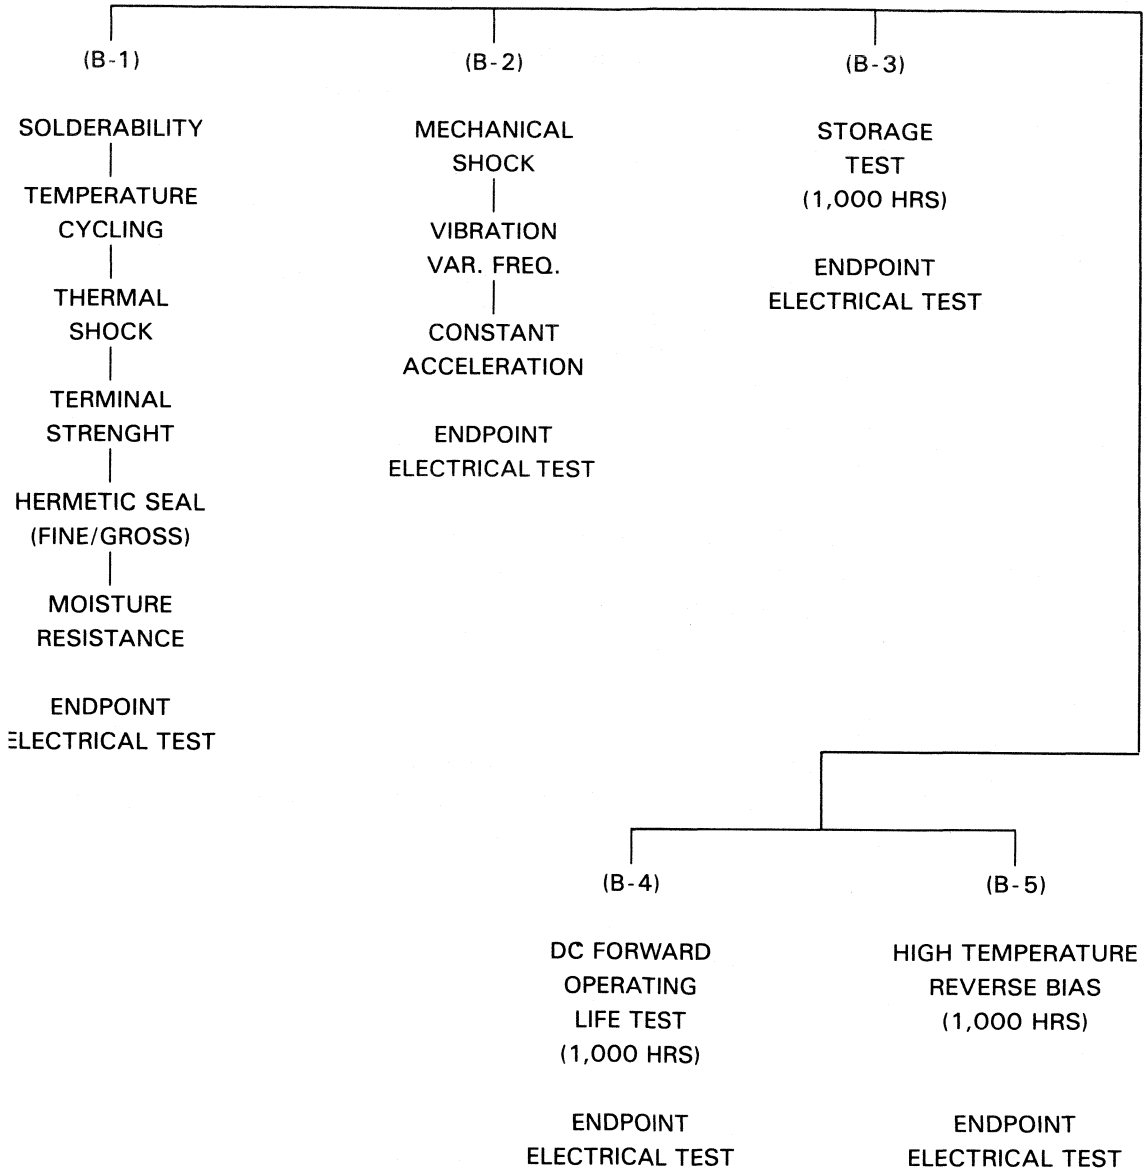 (B-1)
SOLDERABILITY
TEMPERATURE
CYCLING
THERMAL
SHOCK
TERMINAL
STRENGHT
HERMETIC SEAL
(FINE/GROSS)
MOISTURE
RESISTANCE
ENDPOINT
ELECTRICAL TEST
(B-2)
MECHANICAL
SHOCK
VIBRATION
VAR. FREQ.
CONSTANT
ACCELERATION
ENDPOINT
ELECTRICAL TEST
(B-3)
STORAGE
TEST
(1,000 HRS)
ENDPOINT
ELECTRICAL TEST
(B-4)
DC FORWARD
OPERATING
LIFE TEST
(1,000 HRS)
ENDPOINT
ELECTRICAL TEST
(B-5)
HIGH TEMPERATURE
REVERSE BIAS
(1,000 HRS)
ENDPOINT
ELECTRICAL TEST